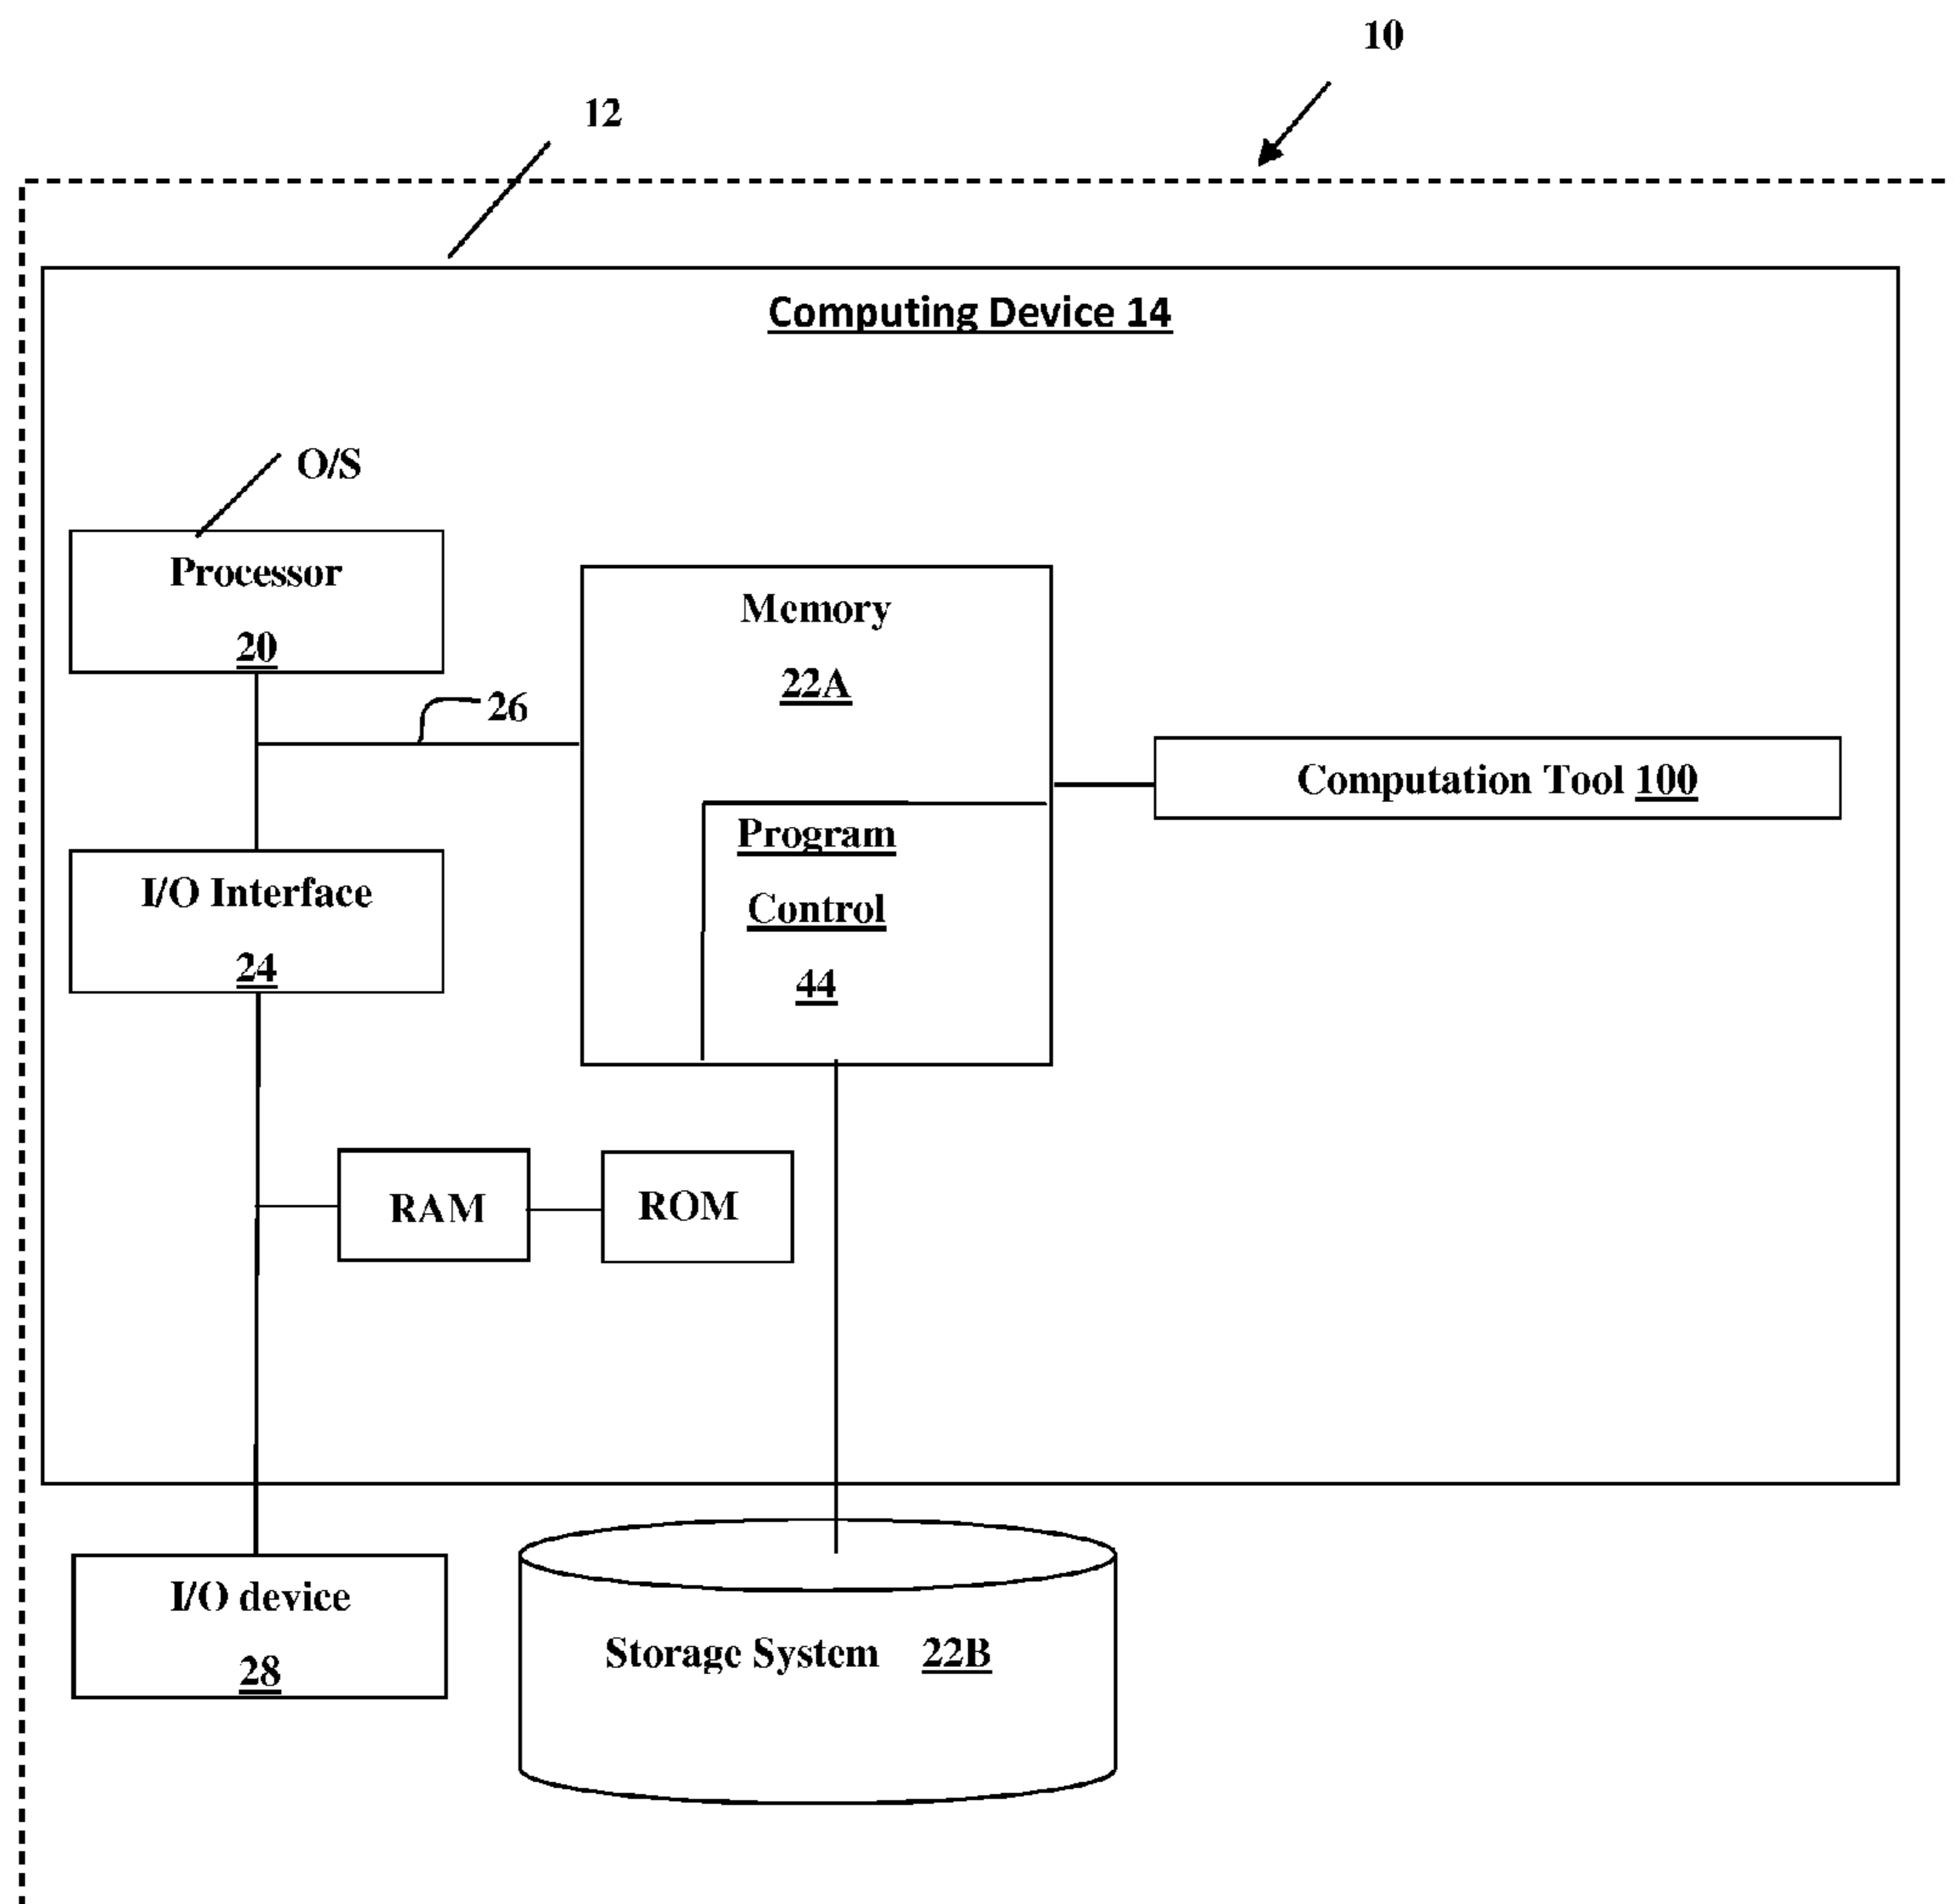 10
12
Computing Device 14
O/S
Processor
20
26
Memory
22A
Computation Tool 100
Program
Control
44
I/O Interface
24
RAM
ROM
I/O device
28
Storage System 22B